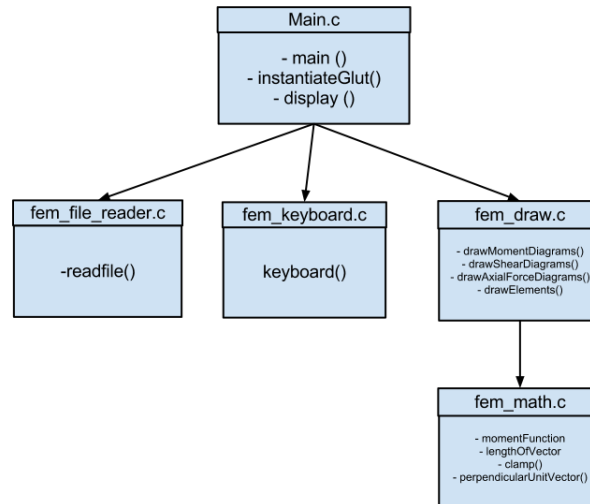 Main.c
- main ()
- instantiateGlut()
- display ()
fem_file_reader.c
-readfile()
fem_keyboard.c
keyboard()
fem_draw.c
- drawMomentDiagrams()
- drawShearDiagrams()
- drawAxialForceDiagrams()
- drawElements()
fem_math.c
- momentFunction
- lengthOfVector
- clamp()
- perpendicularUnitVector()